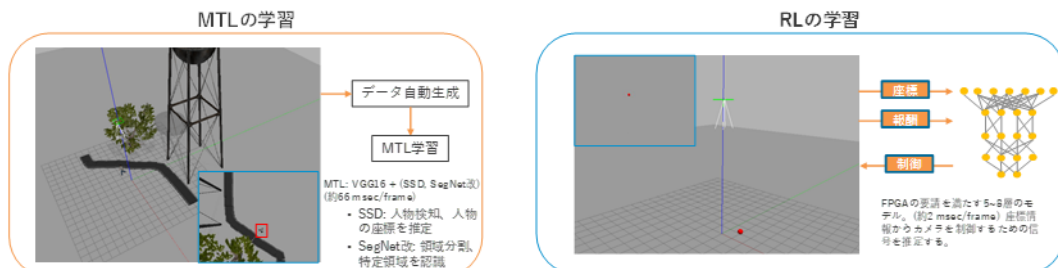 MTLの学習
データ自動生成
MTL学習
MTL: VGG16 + (SSD, SegNet改)
(約66 msec/frame)
• SSD: 人物検知、人物
の座標を推定
• SegNet改: 領域分割、
特定領域を認識
RLの学習
座標
報酬
制御
FPGAの要請を満たす5~8層のモ
デル。(約2 msec/frame) 座標情
報からカメラを制御するための信
号を推定する。